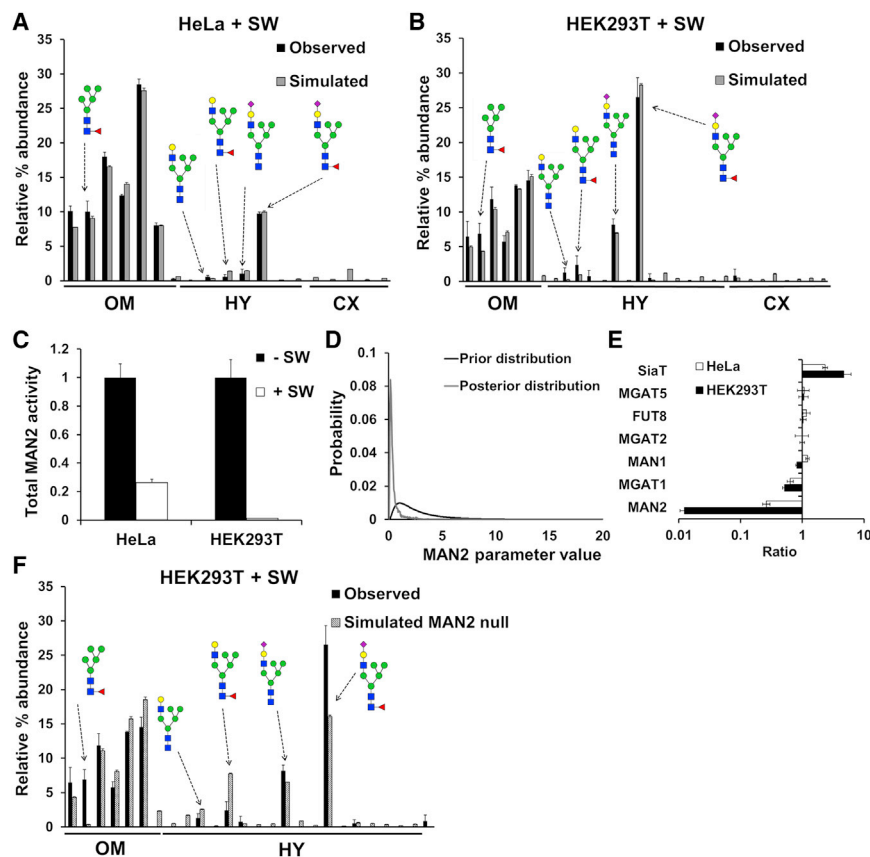 A
HeLa + SW
Relative % abundance
35
30
25
20
15
10
5
0
Observed
Simulated
OM
HY
CX
B
HEK293T + SW
Relative % abundance
35
30
25
20
15
10
5
0
Observed
Simulated
OM
HY
CX
C
Total MAN2 activity
1.2
1
0.8
0.6
0.4
0.2
0
- SW
+ SW
HeLa
HEK293T
D
Probability
0.1
0.08
0.06
0.04
0.02
0
Prior distribution
Posterior distribution
0
5
10
15
20
MAN2 parameter value
E
HeLa
HEK293T
SiaT
MGAT5
FUT8
MGAT2
MAN1
MGAT1
MAN2
0.01
0.1
1
10
Ratio
F
HEK293T + SW
Relative % abundance
35
30
25
20
15
10
5
0
Observed
Simulated MAN2 null
OM
HY